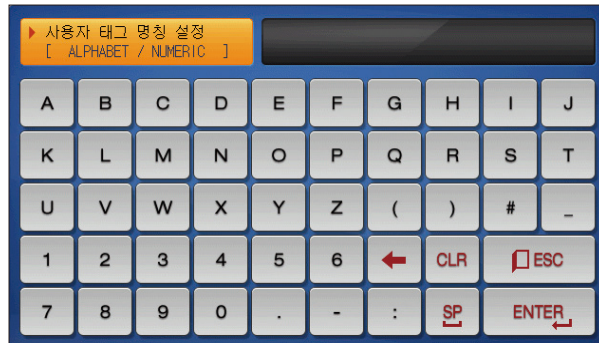 사용자 태그 명칭 설정
[ ALPHABET / NUMERIC ]
A B C D E F G H I J
K L M N O P Q R S T
U V W X Y Z ( ) # _
1 2 3 4 5 6 CLR ESC
7 8 9 0 . - : SP ENTER